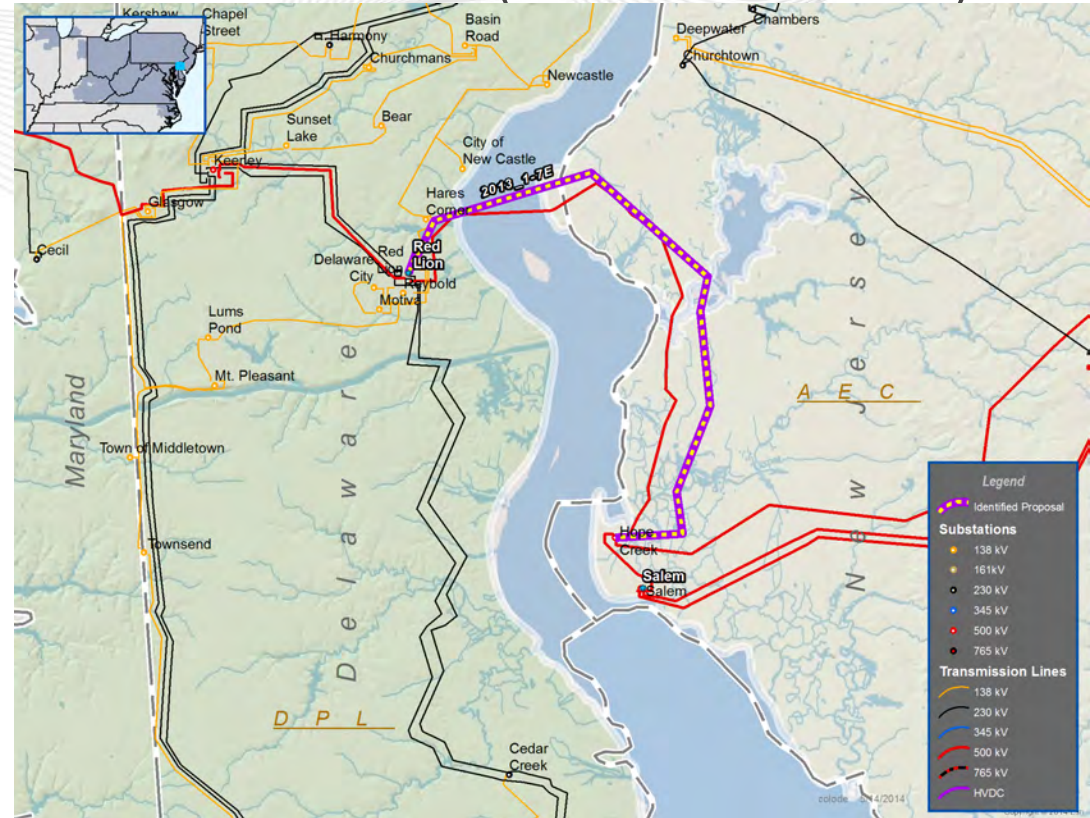 Kershaw
Chapel
Street
Harmony
Basin
Road
Churchmans
Newcastle
Deepwater
Chambers
Churchtown
Sunset
Lake
Bear
City of
New Castle
Keeney
2013_1-7E
Glasgow
Hares
Corner
Cecil
Red
Lion
Red
Lion
Delaware
City
Reybold
Motiva
Lums
Pond
Mt. Pleasant
Maryland
Delaware
New Jersey
A E C
Town of Middletown
Townsend
Hope
Creek
Salem
Salem
D P L
Cedar
Creek
Legend
Identified Proposal
Substations
138 kV
161kV
230 kV
345 kV
500 kV
765 kV
Transmission Lines
138 kV
230 kV
345 kV
500 kV
765 kV
HVDC